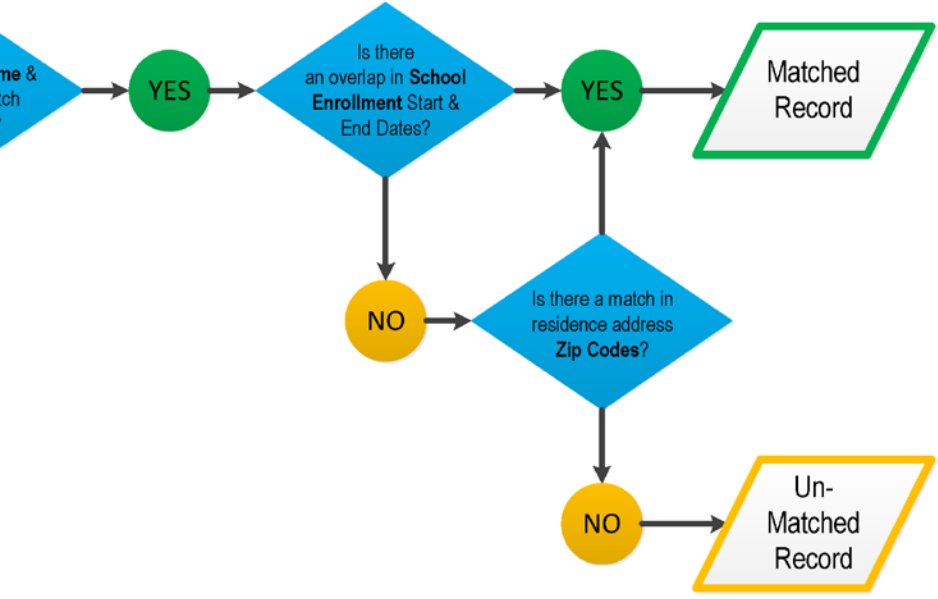 me &
tch
YES
Is there
an overlap in School
Enrollment Start &
End Dates?
YES
Matched
Record
NO
Is there a match in
residence address
Zip Codes?
NO
Un-
Matched
Record